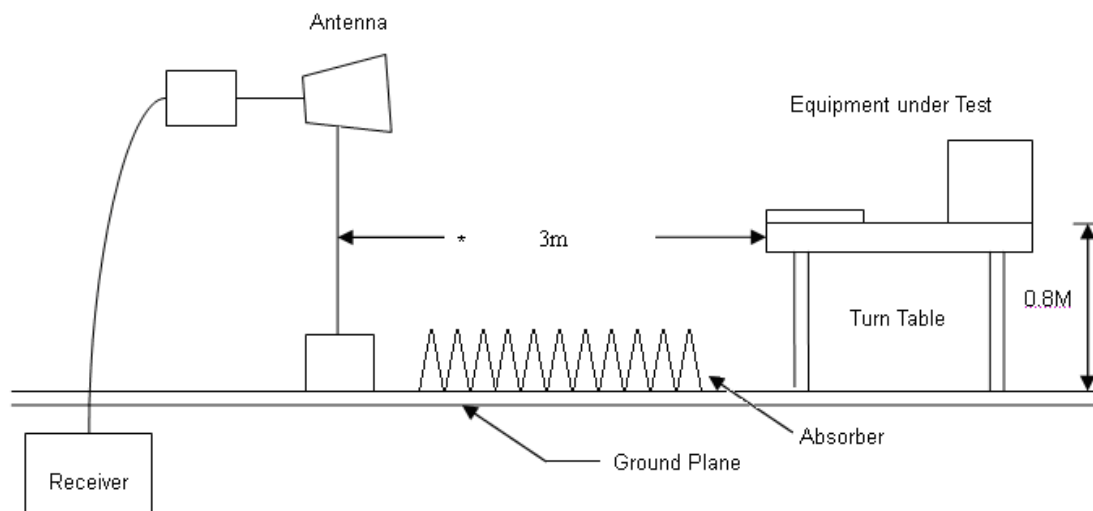 Antenna
Equipment under Test
* 3m
0.8M
Turn Table
Absorber
Ground Plane
Receiver